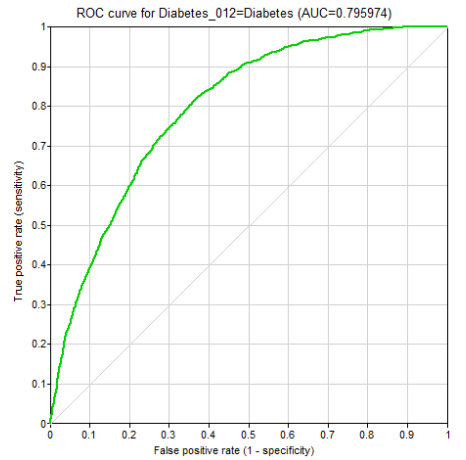 ROC curve for Diabetes_012=Diabetes (AUC=0.795974)
True positive rate (sensitivity)
1
0.9
0.8
0.7
0.6
0.5
0.4
0.3
0.2
0.1
0
0 0.1 0.2 0.3 0.4 0.5 0.6 0.7 0.8 0.9 1
False positive rate (1 - specificity)